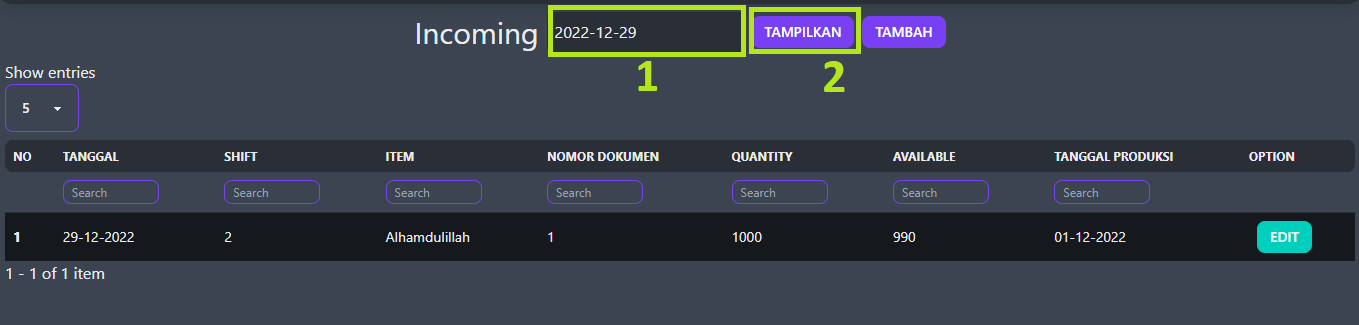 Incoming 2022-12-29 TAMPILKAN TAMBAH
1 2
Show entries
5
NO TANGGAL SHIFT ITEM NOMOR DOKUMEN QUANTITY AVAILABLE TANGGAL PRODUKSI OPTION
Search Search Search Search Search Search Search
1 29-12-2022 2 Alhamdulillah 1 1000 990 01-12-2022 EDIT
1 - 1 of 1 item